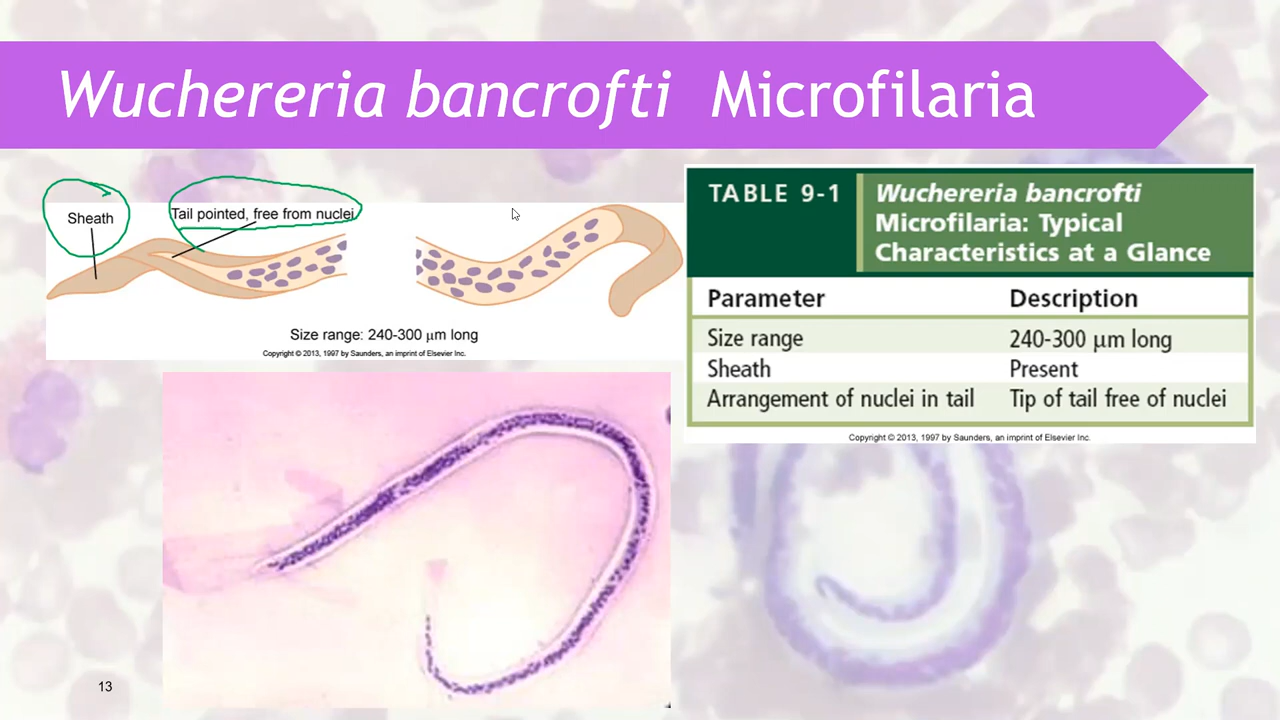 Wuchereria bancrofti Microfilaria
Sheath
Tail pointed, free from nuclei
Size range: 240-300 μm long
Copyright © 2013, 1997 by Saunders, an imprint of Elsevier Inc.
TABLE 9-1
Wuchereria bancrofti
Microfilaria: Typical
Characteristics at a Glance
Parameter Description
Size range 240-300 μm long
Sheath Present
Arrangement of nuclei in tail Tip of tail free of nuclei
Copyright © 2013, 1997 by Saunders, an imprint of Elsevier Inc.
13